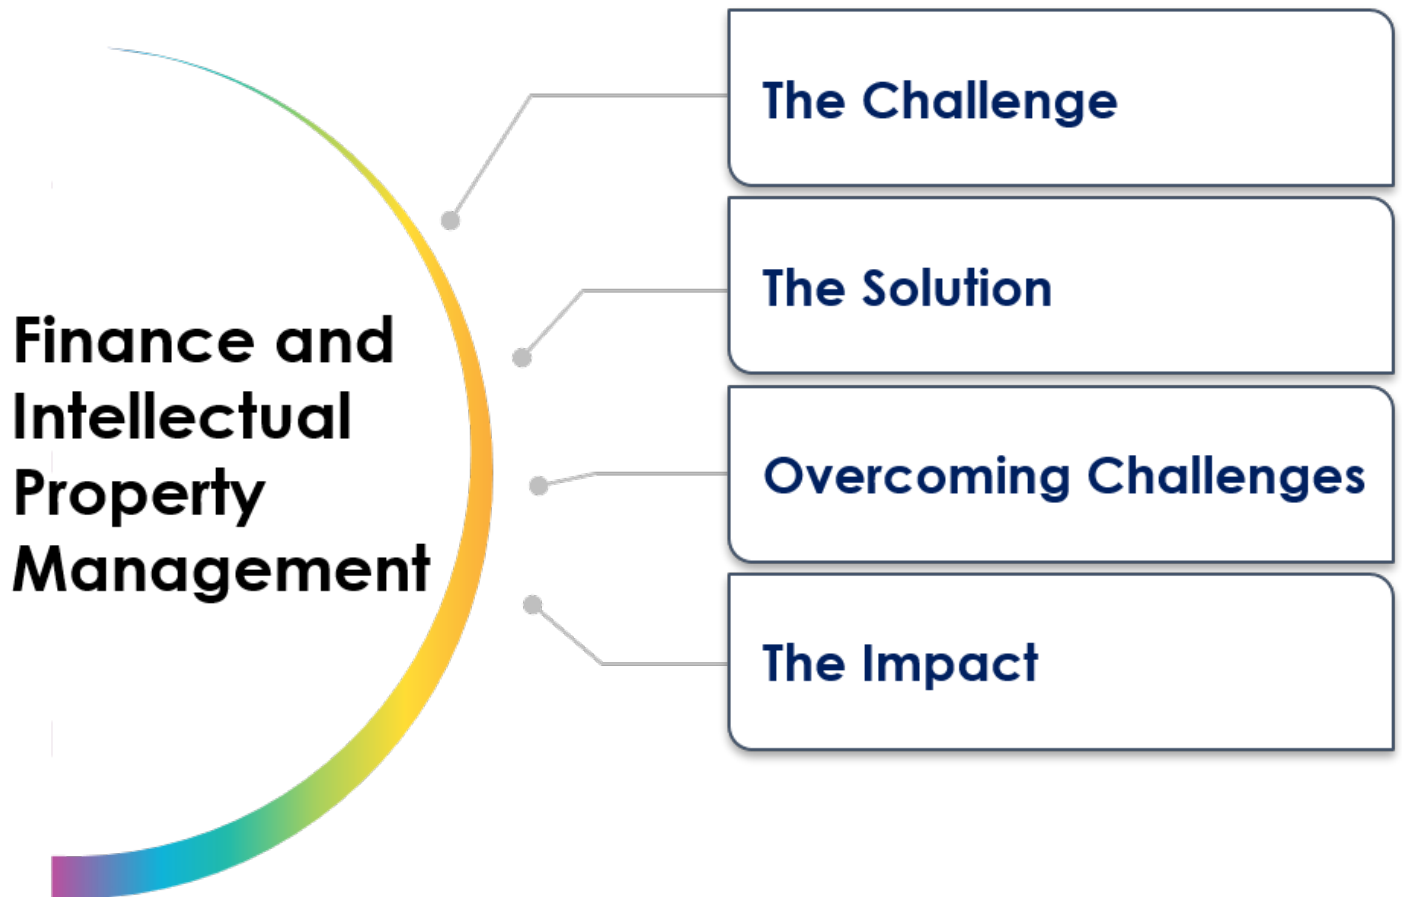 Finance and
Intellectual
Property
Management
The Challenge
The Solution
Overcoming Challenges
The Impact